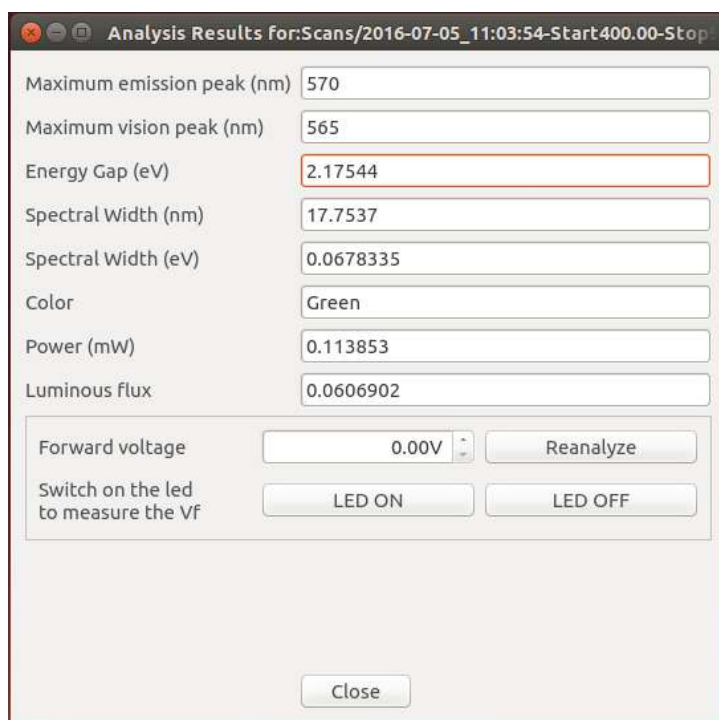 Analysis Results for:Scans/2016-07-05_11:03:54-Start400.00-Stop
Maximum emission peak (nm) 570
Maximum vision peak (nm) 565
Energy Gap (eV) 2.17544
Spectral Width (nm) 17.7537
Spectral Width (eV) 0.0678335
Color Green
Power (mW) 0.113853
Luminous flux 0.0606902
Forward voltage 0.00V Reanalyze
Switch on the led
to measure the Vf LED ON LED OFF
Close